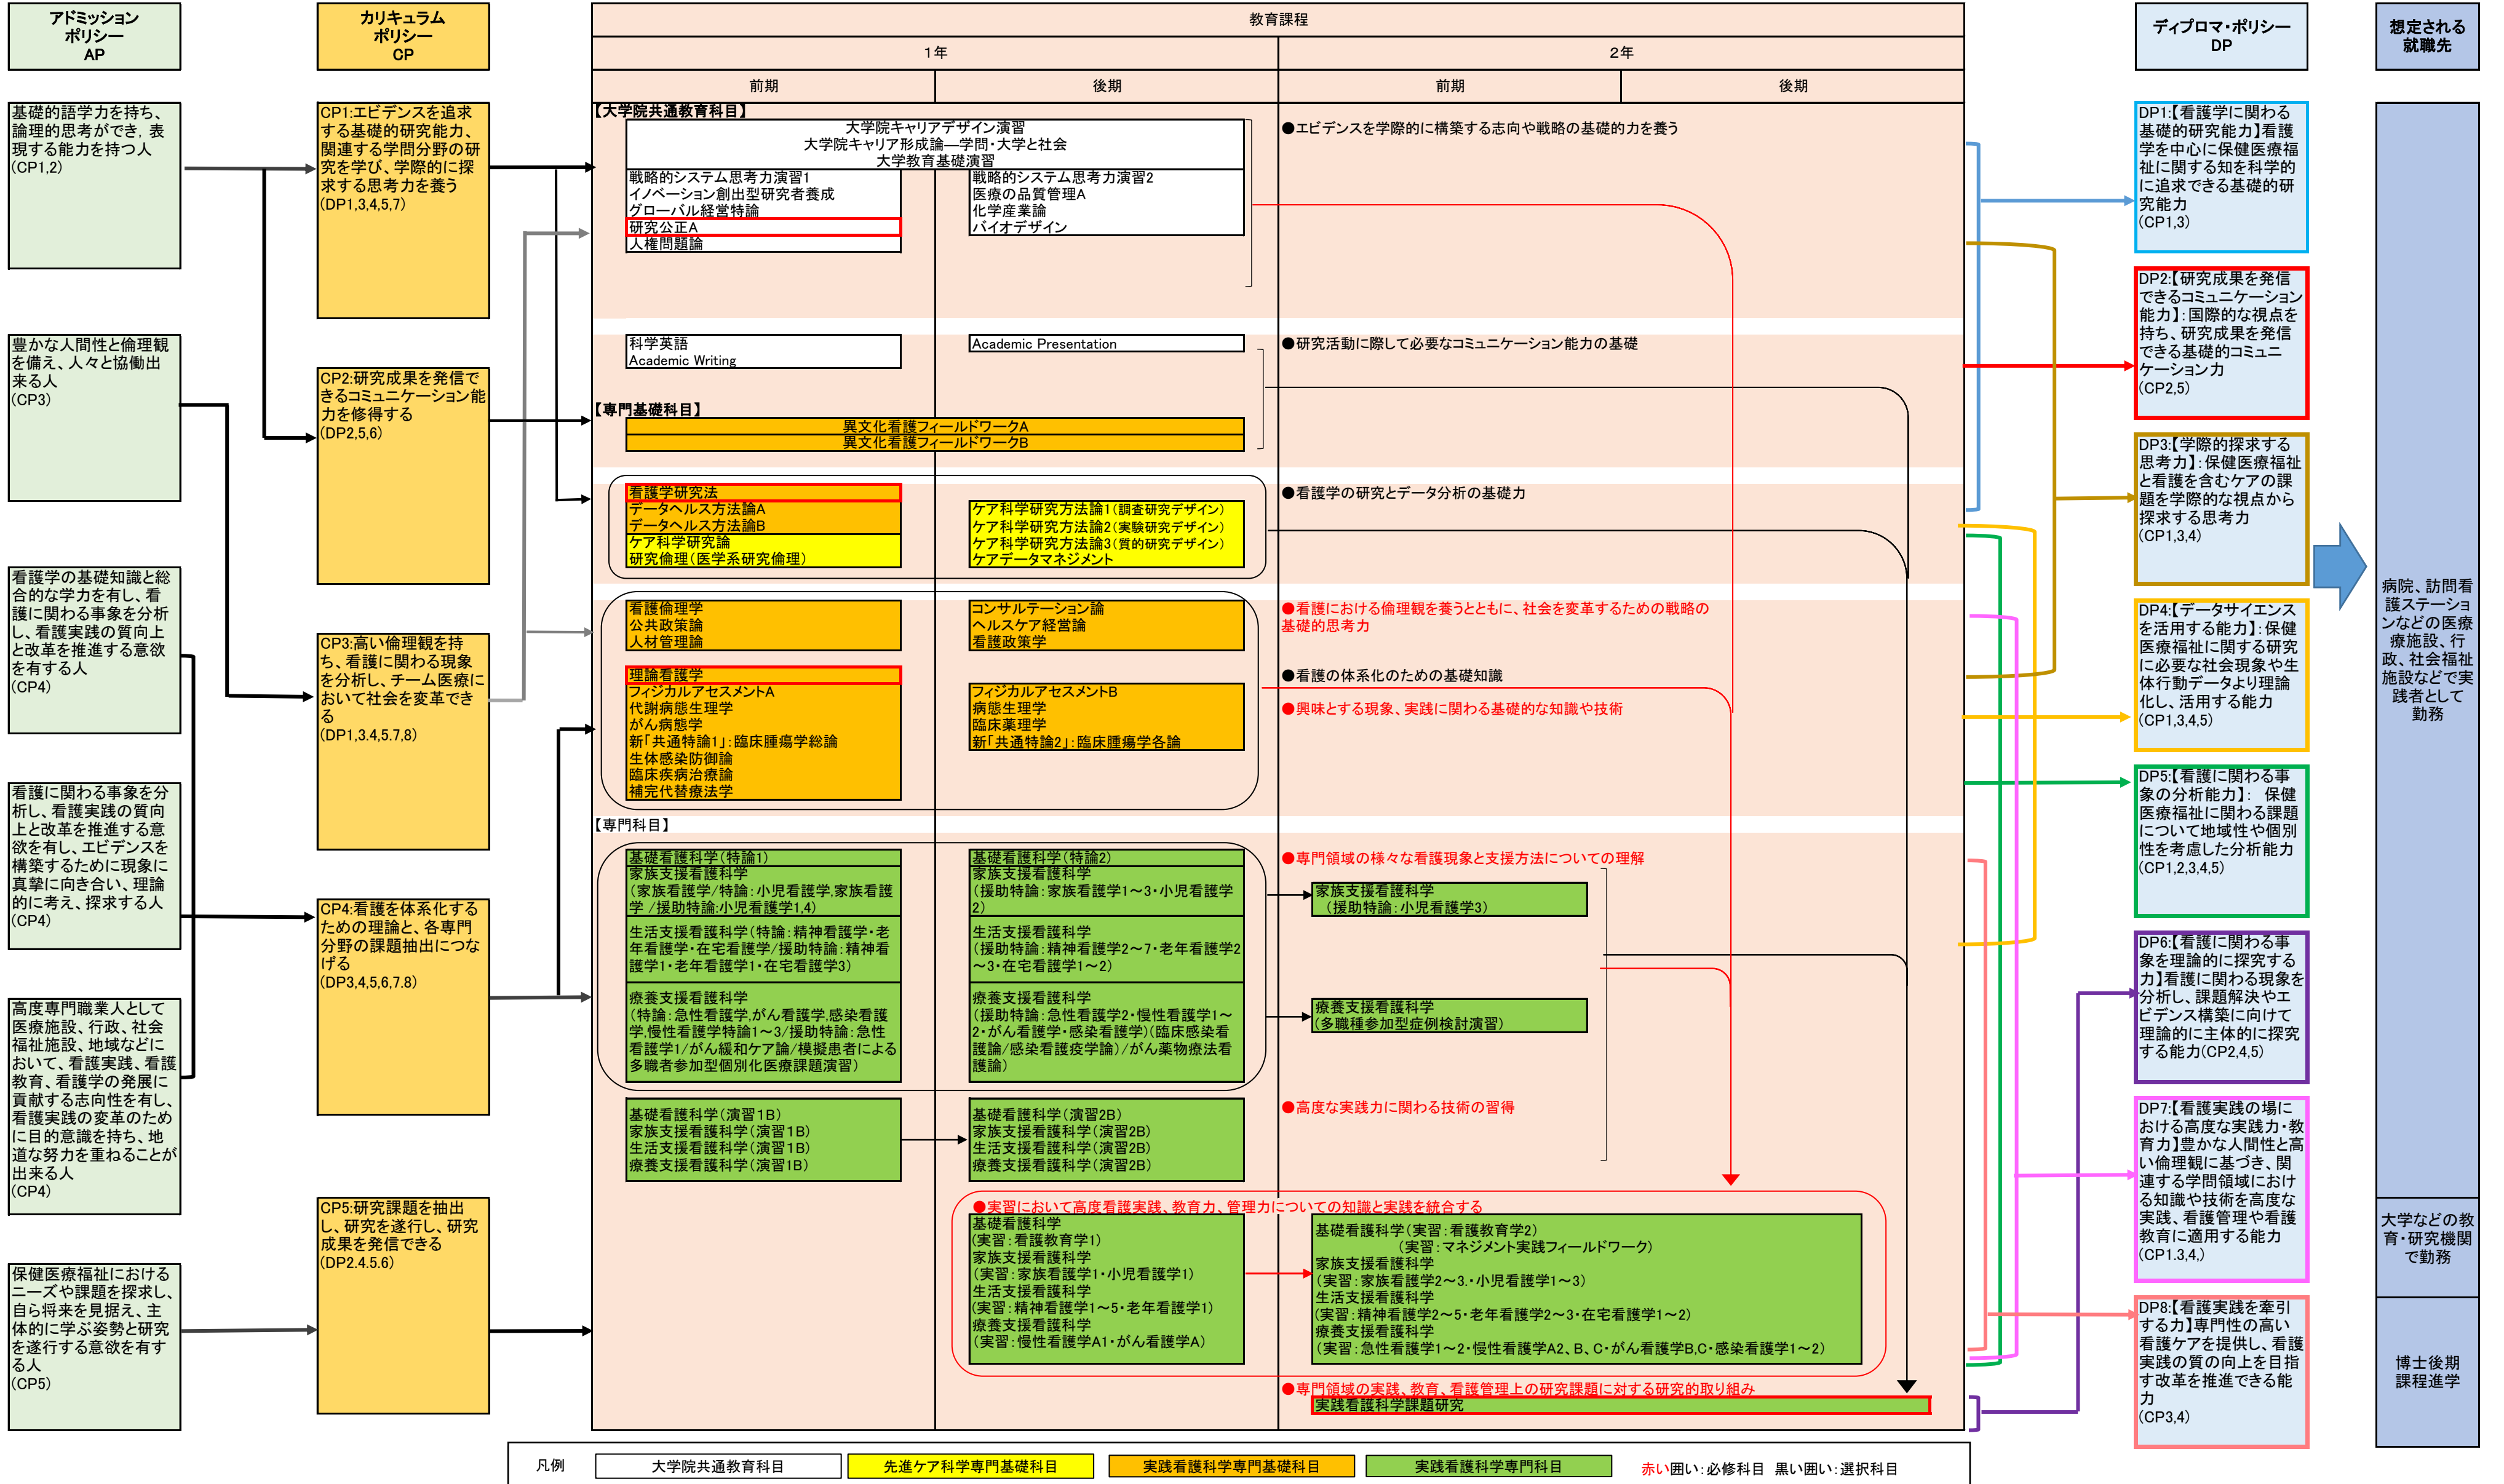 アドミッション
ポリシー
AP
カリキュラム
ポリシー
CP
教育課程
１年
２年
前期
後期
前期
後期
ディプロマ・ポリシー
DP
想定される
就職先
基礎的語学力を持ち、
論理的思考ができ，表
現する能力を持つ人
(CP1,2)
豊かな人間性と倫理観
を備え、人々と協働出
来る人
(CP3)
看護学の基礎知識と総
合的な学力を有し、看
護に関わる事象を分析
し、看護実践の質向上
と改革を推進する意欲
を有する人
(CP4)
看護に関わる事象を分
析し、看護実践の質向
上と改革を推進する意
欲を有し、エビデンスを
構築するために現象に
真摯に向き合い、理論
的に考え、探求する人
(CP4)
高度専門職業人として
医療施設、行政、社会
福祉施設、地域などに
おいて、看護実践、看護
教育、看護学の発展に
貢献する志向性を有し、
看護実践の変革のため
に目的意識を持ち、地
道な努力を重ねることが
出来る人
(CP4)
保健医療福祉における
ニーズや課題を探求し、
自ら将来を見据え、主
体的に学ぶ姿勢と研究
を遂行する意欲を有す
る人
(CP5)
CP1:エビデンスを追求
する基礎的研究能力、
関連する学問分野の研
究を学び、学際的に探
求する思考力を養う
(DP1,3,4,5,7)
CP2:研究成果を発信で
きるコミュニケーション能
力を修得する
(DP2,5,6)
CP3:高い倫理観を持
ち、看護に関わる現象
を分析し、チーム医療に
おいて社会を変革でき
る
(DP1,3.4,5.7,8)
CP4:看護を体系化する
ための理論と、各専門
分野の課題抽出につな
げる
(DP3,4,5,6,7.8)
CP5:研究課題を抽出
し、研究を遂行し、研究
成果を発信できる
(DP2.4.5.6)
【大学院共通教育科目】
大学院キャリアデザイン演習
大学院キャリア形成論―学問・大学と社会
大学教育基礎演習
戦略的システム思考力演習1
イノベーション創出型研究者養成
グローバル経営特論
研究公正A
人権問題論
戦略的システム思考力演習2
医療の品質管理A
化学産業論
バイオデザイン
●エビデンスを学際的に構築する志向や戦略の基礎的力を養う
科学英語
Academic Writing
Academic Presentation
●研究活動に際して必要なコミュニケーション能力の基礎
【専門基礎科目】
異文化看護フィールドワークA
異文化看護フィールドワークB
看護学研究法
データヘルス方法論A
データヘルス方法論B
ケア科学研究論
研究倫理（医学系研究倫理）
ケア科学研究方法論1（調査研究デザイン）
ケア科学研究方法論2（実験研究デザイン）
ケア科学研究方法論3（質的研究デザイン）
ケアデータマネジメント
●看護学の研究とデータ分析の基礎力
看護倫理学
公共政策論
人材管理論
コンサルテーション論
ヘルスケア経営論
看護政策学
●看護における倫理観を養うとともに、社会を変革するための戦略の
基礎的思考力
理論看護学
フィジカルアセスメントA
代謝病態生理学
がん病態学
新「共通特論1」：臨床腫瘍学総論
生体感染防御論
臨床疾病治療論
補完代替療法学
フィジカルアセスメントB
病態生理学
臨床薬理学
新「共通特論2」：臨床腫瘍学各論
●看護の体系化のための基礎知識
●興味とする現象、実践に関わる基礎的な知識や技術
【専門科目】
基礎看護科学（特論1）
家族支援看護科学
（家族看護学/特論：小児看護学,家族看護
学 /援助特論:小児看護学1,4）
生活支援看護科学（特論：精神看護学・老
年看護学・在宅看護学/援助特論：精神看
護学1・老年看護学1・在宅看護学3）
療養支援看護科学
（特論：急性看護学,がん看護学,感染看護
学,慢性看護学特論1～3/援助特論：急性
看護学1/がん緩和ケア論/模擬患者による
多職者参加型個別化医療課題演習）
基礎看護科学（特論2）
家族支援看護科学
（援助特論：家族看護学1～3・小児看護学
2）
生活支援看護科学
（援助特論：精神看護学2～7・老年看護学2
～3・在宅看護学1～2）
療養支援看護科学
（援助特論：急性看護学2・慢性看護学1～
2・がん看護学・感染看護学）（臨床感染看
護論/感染看護疫学論）/がん薬物療法看
護論）
●専門領域の様々な看護現象と支援方法についての理解
家族支援看護科学
（援助特論：小児看護学3）
療養支援看護科学
（多職種参加型症例検討演習）
基礎看護科学（演習１B）
家族支援看護科学（演習１B）
生活支援看護科学（演習１B）
療養支援看護科学（演習1B）
基礎看護科学（演習2B）
家族支援看護科学（演習2B）
生活支援看護科学（演習2B）
療養支援看護科学（演習2B）
●高度な実践力に関わる技術の習得
●実習において高度看護実践、教育力、管理力についての知識と実践を統合する
基礎看護科学
（実習：看護教育学1）
家族支援看護科学
（実習：家族看護学1・小児看護学1）
生活支援看護科学
（実習：精神看護学1～5・老年看護学1）
療養支援看護科学
（実習：慢性看護学A1・がん看護学A）
基礎看護科学（実習：看護教育学2）
（実習：マネジメント実践フィールドワーク）
家族支援看護科学
（実習：家族看護学2～3.・小児看護学1～3）
生活支援看護科学
（実習：精神看護学2～5・老年看護学2～3・在宅看護学1～2）
療養支援看護科学
（実習：急性看護学1～2・慢性看護学A2、B、C・がん看護学B,C・感染看護学1～2）
●専門領域の実践、教育、看護管理上の研究課題に対する研究的取り組み
実践看護科学課題研究
DP1:【看護学に関わる
基礎的研究能力】看護
学を中心に保健医療福
祉に関する知を科学的
に追求できる基礎的研
究能力
(CP1,3)
DP2:【研究成果を発信
できるコミュニケーション
能力】：国際的な視点を
持ち、研究成果を発信
できる基礎的コミュニ
ケーション力
(CP2,5)
DP3:【学際的探求する
思考力】：保健医療福祉
と看護を含むケアの課
題を学際的な視点から
探求する思考力
(CP1,3,4)
DP4:【データサイエンス
を活用する能力】：保健
医療福祉に関する研究
に必要な社会現象や生
体行動データより理論
化し、活用する能力
(CP1,3,4,5)
DP5:【看護に関わる事
象の分析能力】： 保健
医療福祉に関わる課題
について地域性や個別
性を考慮した分析能力
(CP1,2,3,4,5)
DP6:【看護に関わる事
象を理論的に探究する
力】看護に関わる現象を
分析し、課題解決やエ
ビデンス構築に向けて
理論的に主体的に探究
する能力(CP2,4,5)
DP7:【看護実践の場に
おける高度な実践力・教
育力】豊かな人間性と高
い倫理観に基づき、関
連する学問領域におけ
る知識や技術を高度な
実践、看護管理や看護
教育に適用する能力
(CP1.3,4,)
DP8:【看護実践を牽引
する力】専門性の高い
看護ケアを提供し、看護
実践の質の向上を目指
す改革を推進できる能
力
(CP3,4)
病院、訪問看
護ステーショ
ンなどの医療
療施設、行
政、社会福祉
施設などで実
践者として
勤務
大学などの教
育・研究機関
で勤務
博士後期
課程進学
凡例
大学院共通教育科目
先進ケア科学専門基礎科目
実践看護科学専門基礎科目
実践看護科学専門科目
赤い囲い：必修科目 黒い囲い：選択科目